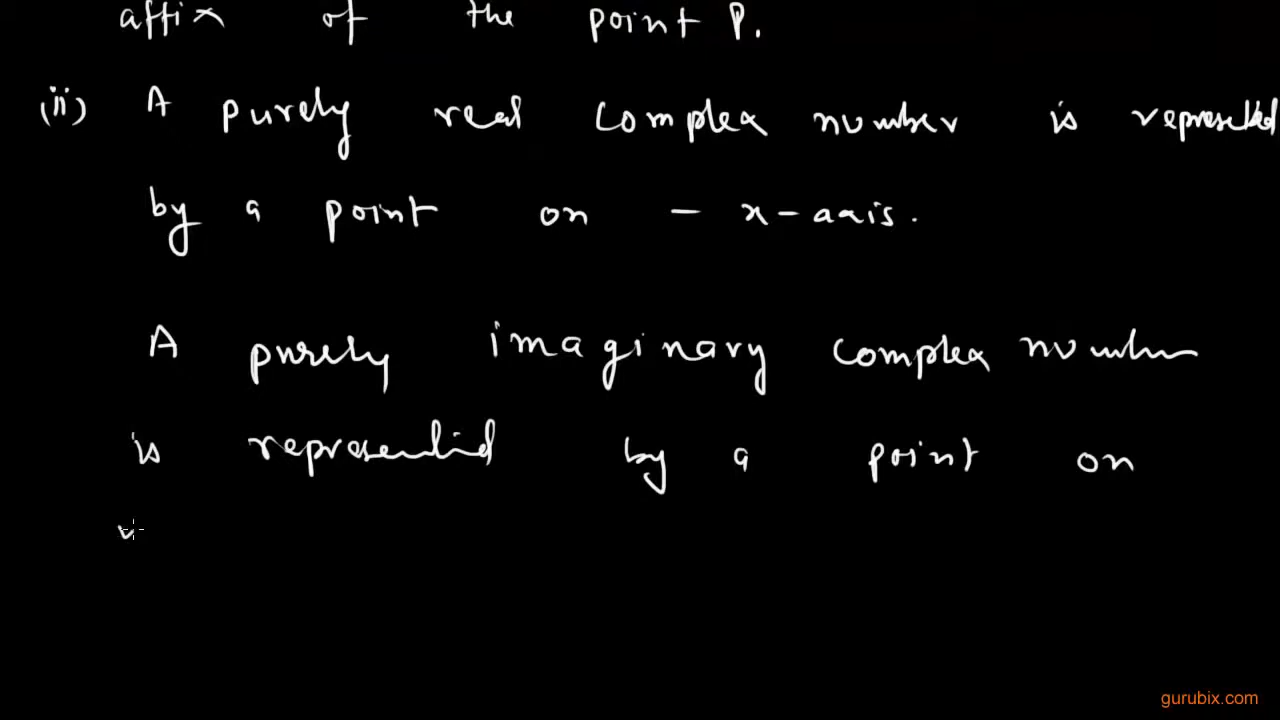 affix of the point P.
(ii) A purely real complex number is represented
by a point on - x-axis.
A purely imaginary complex number
is represented by a point on
gurubix.com